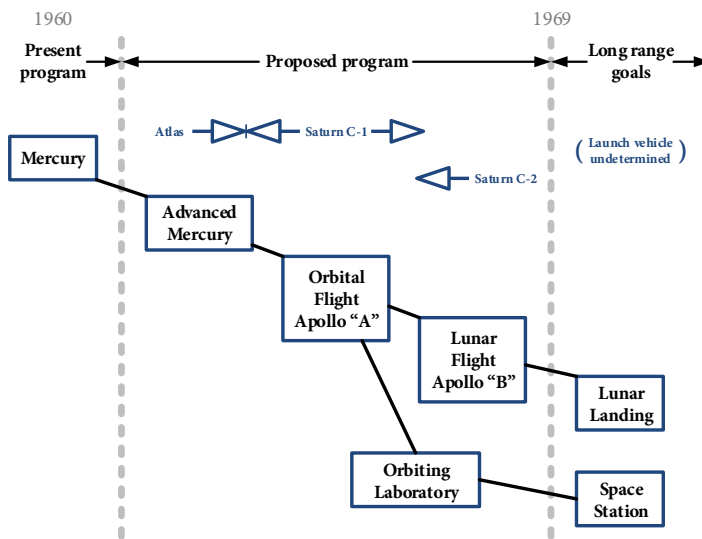 1960
1969
Present
program
Proposed program
Long range
goals
Atlas
Saturn C-1
(Launch vehicle
undetermined)
Saturn C-2
Mercury
Advanced
Mercury
Orbital
Flight
Apollo “A”
Lunar
Flight
Apollo “B”
Lunar
Landing
Orbiting
Laboratory
Space
Station